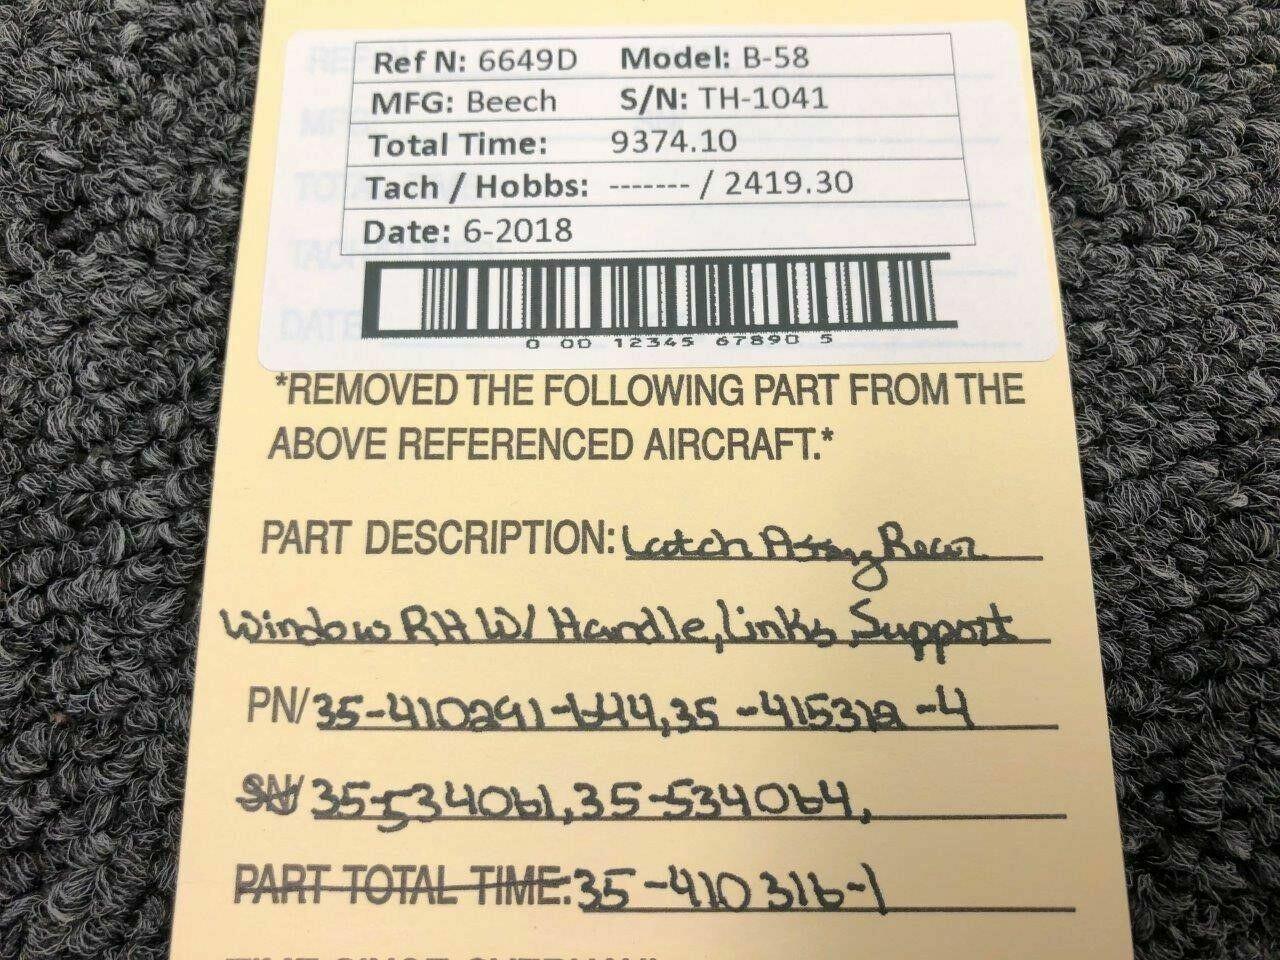 Ref N: 6649D Model: B-58
MFG: Beech S/N: TH-1041
Total Time: 9374.10
Tach / Hobbs: ------- / 2419.30
Date: 6-2018
0 00 12345 67890 5
*REMOVED THE FOLLOWING PART FROM THE
ABOVE REFERENCED AIRCRAFT.*
PART DESCRIPTION: Latch Assy Rear
Window RH W/ Handle, Links, Support
PN/ 35-410291-644, 35-415312-4
SN/ 35-534061, 35-534064,
PART TOTAL TIME: 35-410316-1